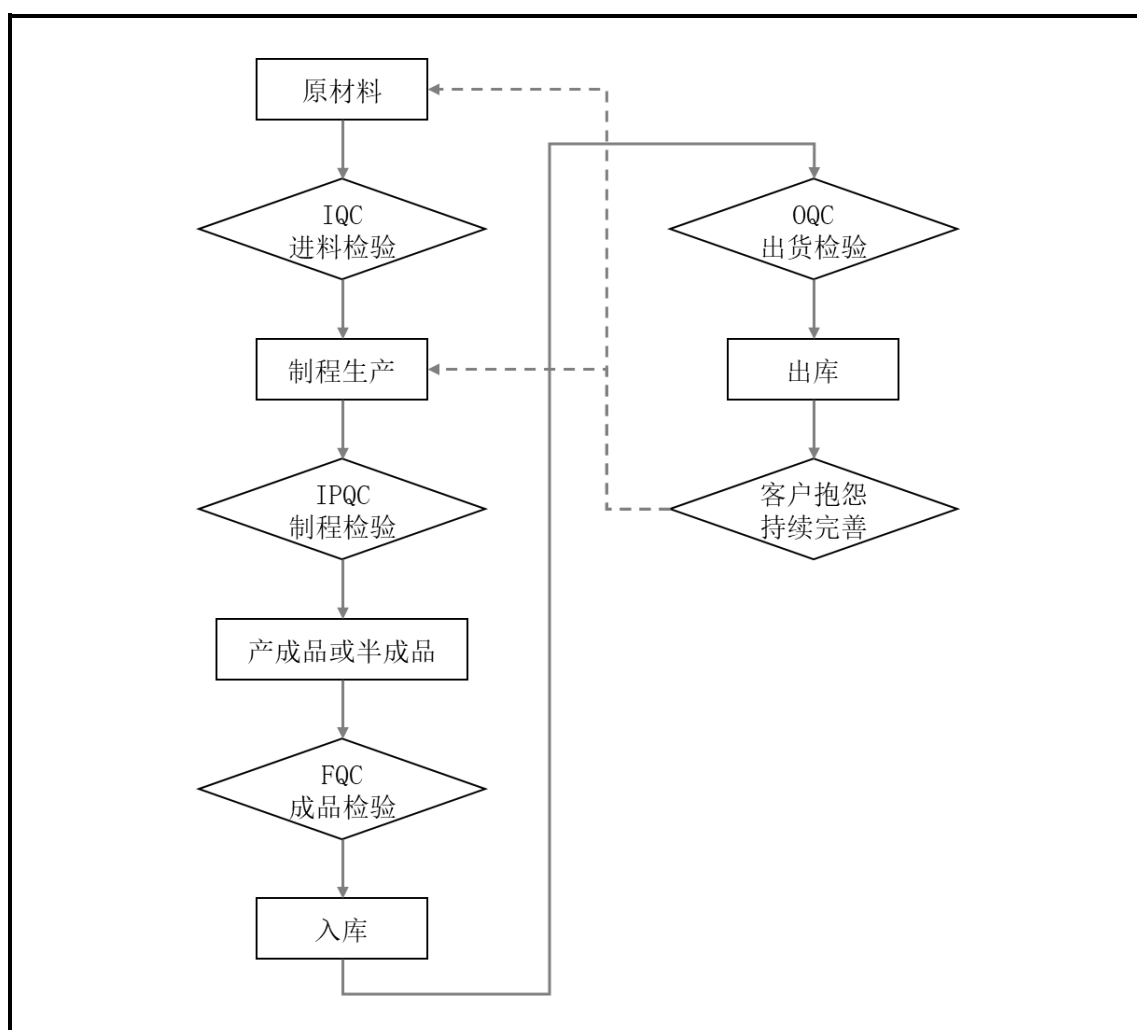 原材料
IQC
进料检验
制程生产
IPQC
制程检验
产成品或半成品
FQC
成品检验
入库
OQC
出货检验
出库
客户抱怨
持续完善